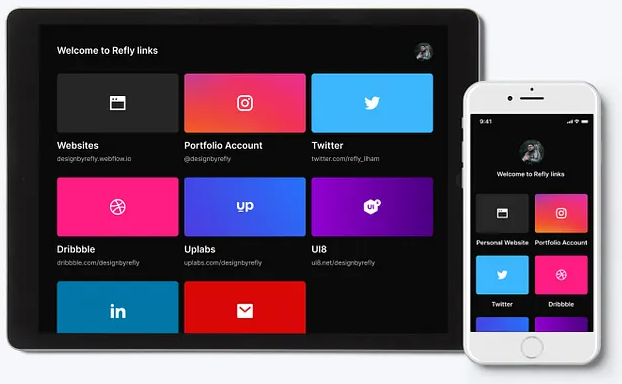 Welcome to Refly links
Websites
designbyrefly.webflow.io
Portfolio Account
@designbyrefly
Twitter
twitter.com/refly_ilham
Dribbble
dribbble.com/designbyrefly
up
Uplabs
uplabs.com/designbyrefly
UI
UI8
ui8.net/designbyrefly
in
9:41
Welcome to Refly links
Personal Website
Portfolio Account
Twitter
Dribbble